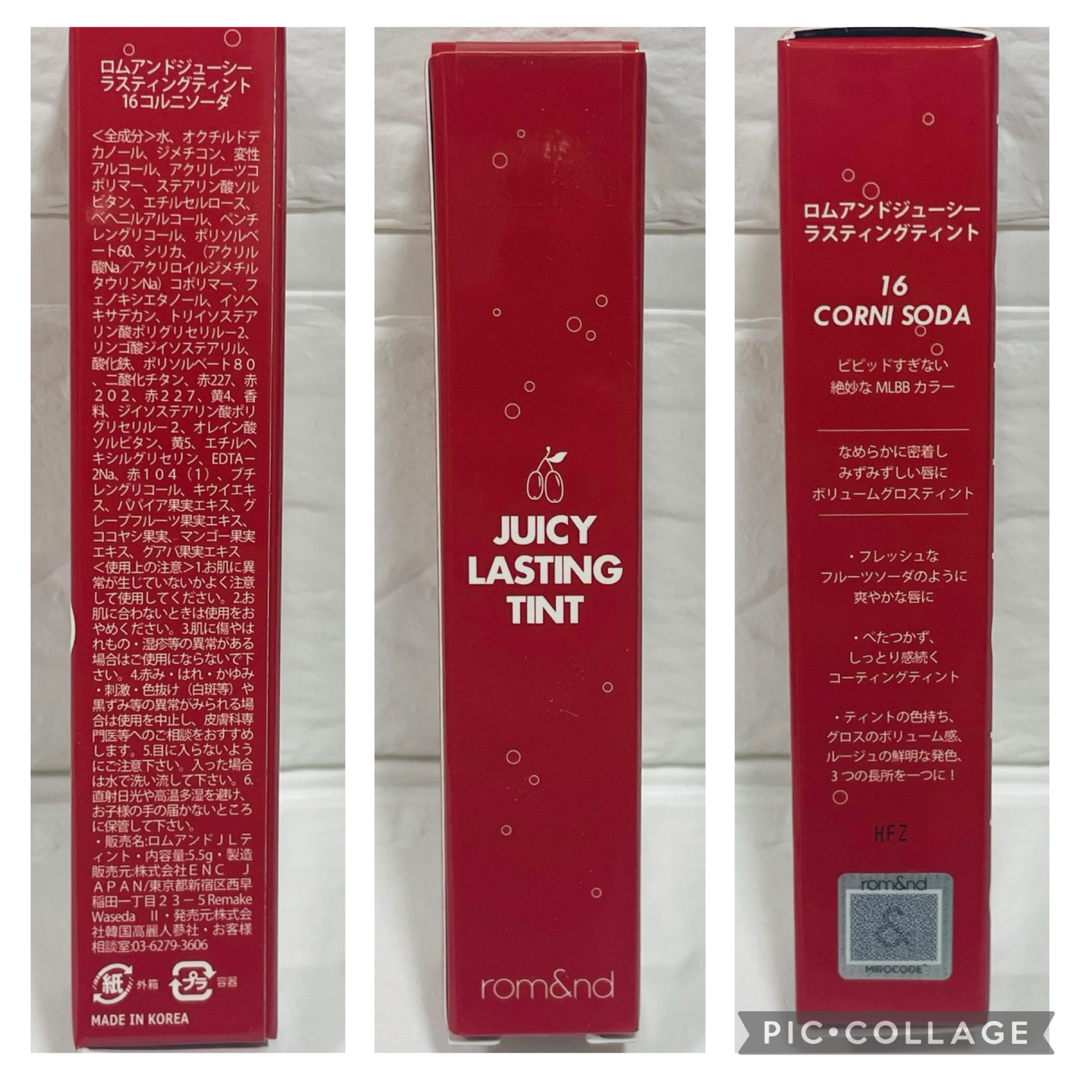 ロムアンドジューシー
ラスティングティント
16コルニソーダ
＜全成分＞水、オクチルドデ
カノール、ジメチコン、変性
アルコール、アクリレーツコ
ポリマー、ステアリン酸ソル
ビタン、エチルセルロース、
ベヘニルアルコール、ペンチ
レングリコール、ポリソルベ
ート60、シリカ、（アクリル
酸Na／アクリロイルジメチル
タウリンNa）コポリマー、フ
ェノキシエタノール、イソヘ
キサデカン、トリイソステア
リン酸ポリグリセリルー2、
リンゴ酸ジイソステアリル、
酸化鉄、ポリソルベート８０
、二酸化チタン、赤227、赤
２０２、赤２２７、黄4、香
料、ジイソステアリン酸ポリ
グリセリルー２、オレイン酸
ソルビタン、黄5、エチルヘ
キシルグリセリン、EDTAー
2Na、赤１０４（１）、ブチ
レングリコール、キウイエキ
ス、パパイア果実エキス、グ
レープフルーツ果実エキス、
ココヤシ果実、マンゴー果実
エキス、グアバ果実エキス
＜使用上の注意＞1.お肌に異
常が生じていないかよく注意
して使用してください。2.お
肌に合わないときは使用をお
やめください。3.肌に傷やは
れもの・湿疹等の異常がある
場合はご使用にならないで下
さい。4.赤み・はれ・かゆみ
・刺激・色抜け（白斑等）や
黒ずみ等の異常がみられる場
合は使用を中止し、皮膚科専
門医等へのご相談をおすすめ
します。5.目に入らないよう
にご注意下さい。入った場合
は水で洗い流して下さい。6.
直射日光や高温多湿を避け、
お子様の手の届かないところ
に保管して下さい。
・販売名:ロムアンドＪＬテ
ィント・内容量:5.5g・製造
販売元:株式会社ＥＮＣ　Ｊ
ＡＰＡＮ/東京都新宿区西早
稲田一丁目２３－５Remake
Waseda　Ⅱ・発売元:株式会
社韓国高麗人蔘社・お客様
相談室:03-6279-3606
紙 外箱 プラ 容器
MADE IN KOREA
JUICY
LASTING
TINT
rom&nd
ロムアンドジューシー
ラスティングティント
16
CORNI SODA
ビビッドすぎない
絶妙な MLBB カラー
なめらかに密着し
みずみずしい唇に
ボリュームグロスティント
・フレッシュな
フルーツソーダのように
爽やかな唇に
・べたつかず、
しっとり感続く
コーティングティント
・ティントの色持ち、
グロスのボリューム感、
ルージュの鮮明な発色、
3 つの長所を一つに！
HFZ
rom&nd
&
MIROCODE™
PIC•COLLAGE